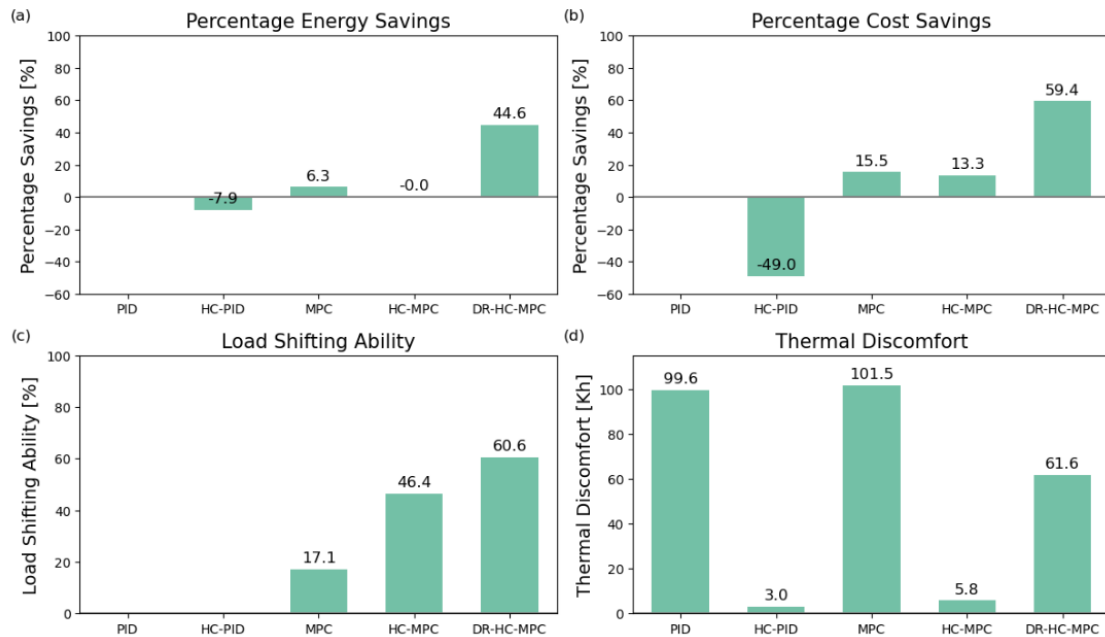 (a)
Percentage Energy Savings
Percentage Savings [%]
100
80
60
40
20
0
−20
−40
−60
-7.9
6.3
-0.0
44.6
PID HC-PID MPC HC-MPC DR-HC-MPC
(b)
Percentage Cost Savings
Percentage Savings [%]
100
80
60
40
20
0
−20
−40
−60
-49.0
15.5
13.3
59.4
PID HC-PID MPC HC-MPC DR-HC-MPC
(c)
Load Shifting Ability
Load Shifting Ability [%]
100
80
60
40
20
0
17.1
46.4
60.6
PID HC-PID MPC HC-MPC DR-HC-MPC
(d)
Thermal Discomfort
Thermal Discomfort [Kh]
100
80
60
40
20
0
99.6
3.0
101.5
5.8
61.6
PID HC-PID MPC HC-MPC DR-HC-MPC